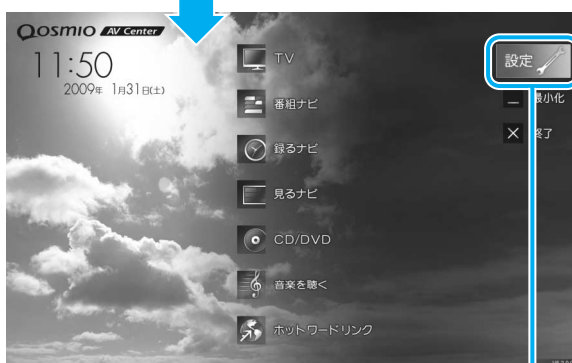 Qosmio AV Center
11:50
2009年 1月31日(土)
TV
番組ナビ
録るナビ
見るナビ
CD/DVD
音楽を聴く
ホットワードリンク
設定
最小化
終了